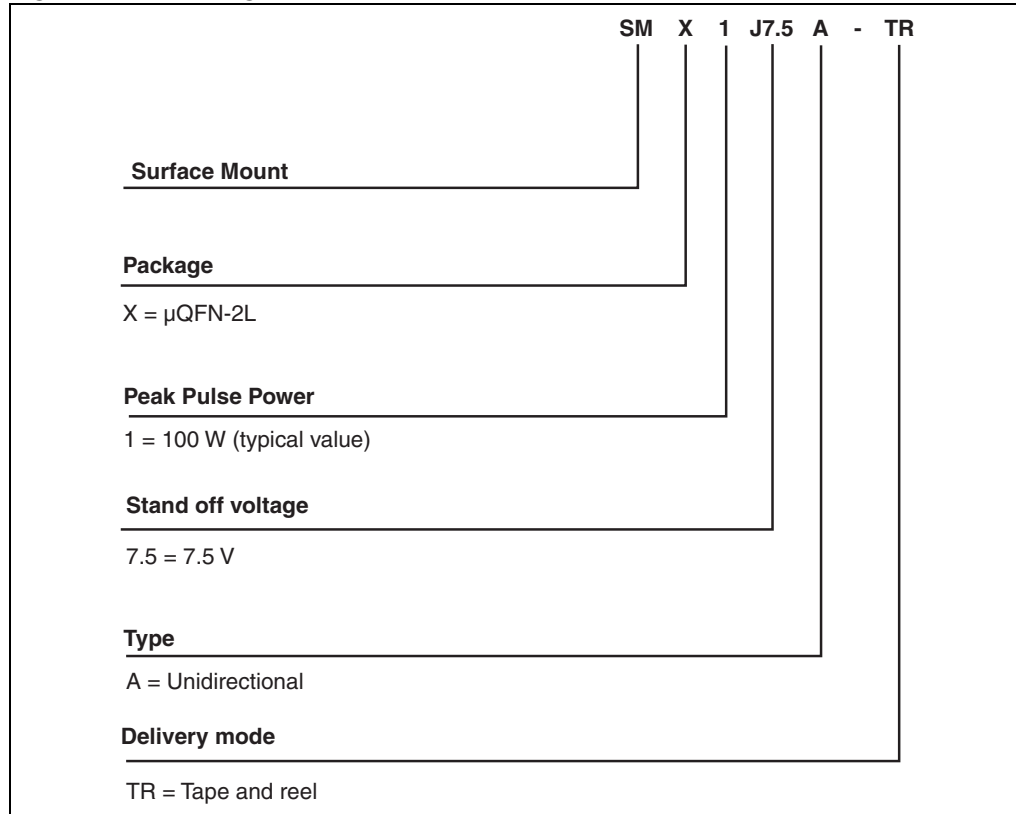 SM X 1 J7.5 A - TR
Surface Mount
Package
X = µQFN-2L
Peak Pulse Power
1 = 100 W (typical value)
Stand off voltage
7.5 = 7.5 V
Type
A = Unidirectional
Delivery mode
TR = Tape and reel